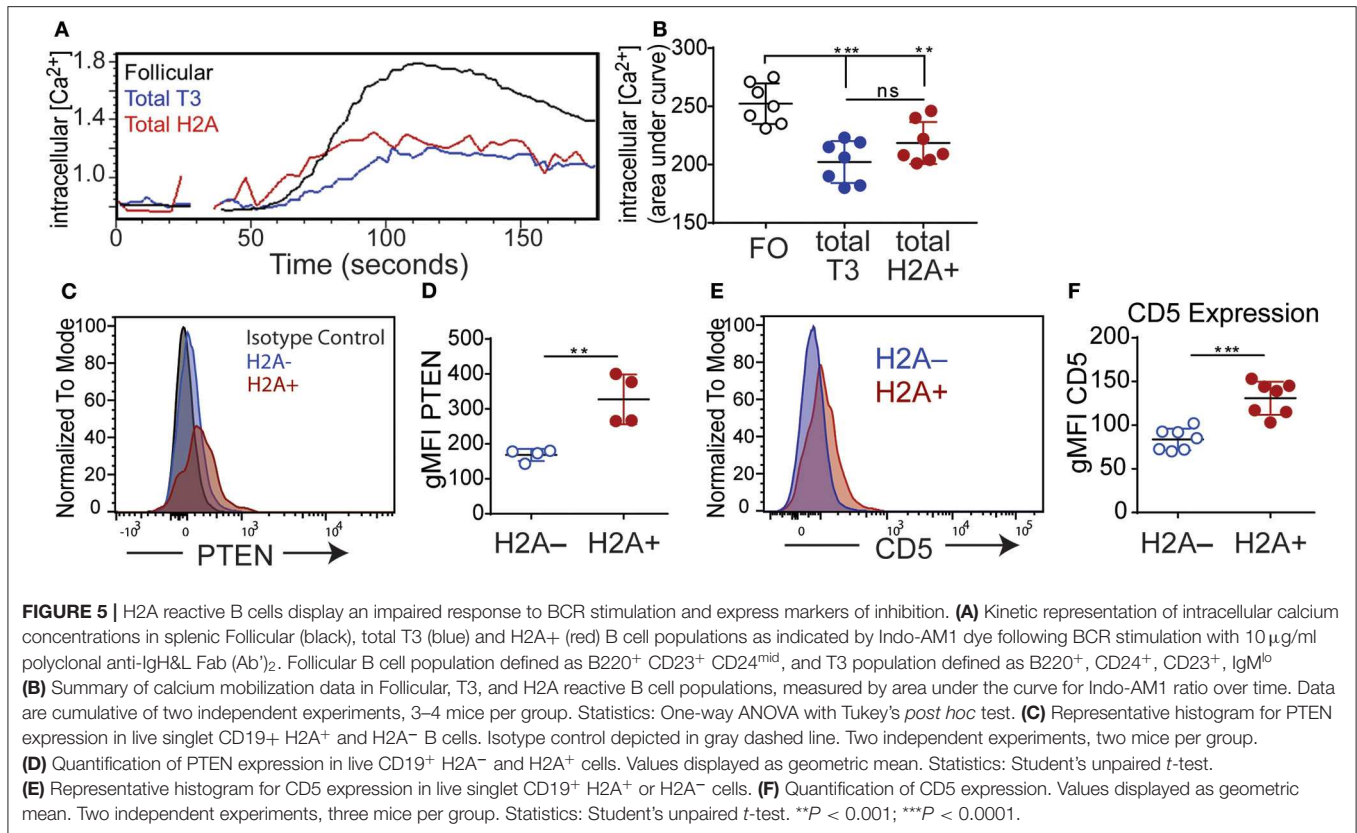 A
intracellular [Ca²⁺]
1.8
1.4
1.0
Follicular
Total T3
Total H2A
0
50
100
150
Time (seconds)
B
intracellular [Ca²⁺]
(area under curve)
300
250
200
150
***
**
ns
FO
total
T3
total
H2A+
C
Normalized To Mode
100
80
60
40
20
0
Isotype Control
H2A-
H2A+
-10³
0
10³
10⁴
PTEN
D
gMFI PTEN
500
400
300
200
100
0
**
H2A–
H2A+
E
Normalized To Mode
100
80
60
40
20
0
H2A–
H2A+
0
10³
10⁴
10⁵
CD5
F
CD5 Expression
gMFI CD5
200
150
100
50
0
***
H2A–
H2A+
FIGURE 5 | H2A reactive B cells display an impaired response to BCR stimulation and express markers of inhibition. (A) Kinetic representation of intracellular calcium
concentrations in splenic Follicular (black), total T3 (blue) and H2A+ (red) B cell populations as indicated by Indo-AM1 dye following BCR stimulation with 10 μg/ml
polyclonal anti-IgH&L Fab (Ab')₂. Follicular B cell population defined as B220⁺ CD23⁺ CD24ᵐⁱᵈ, and T3 population defined as B220⁺, CD24⁺, CD23⁺, IgMˡᵒ
(B) Summary of calcium mobilization data in Follicular, T3, and H2A reactive B cell populations, measured by area under the curve for Indo-AM1 ratio over time. Data
are cumulative of two independent experiments, 3–4 mice per group. Statistics: One-way ANOVA with Tukey's post hoc test. (C) Representative histogram for PTEN
expression in live singlet CD19+ H2A⁺ and H2A⁻ B cells. Isotype control depicted in gray dashed line. Two independent experiments, two mice per group.
(D) Quantification of PTEN expression in live CD19⁺ H2A⁻ and H2A⁺ cells. Values displayed as geometric mean. Statistics: Student's unpaired t-test.
(E) Representative histogram for CD5 expression in live singlet CD19⁺ H2A⁺ or H2A⁻ cells. (F) Quantification of CD5 expression. Values displayed as geometric
mean. Two independent experiments, three mice per group. Statistics: Student's unpaired t-test. **P < 0.001; ***P < 0.0001.